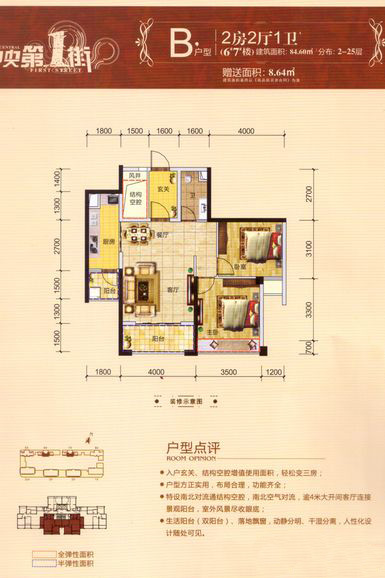 央第1街
CENTRAL FIRST STREET
B·户型
2房2厅1卫
(6#7#楼) 建筑面积：84.60㎡/分布：2~25层
赠送面积：8.64㎡
1800 1500 1600 1600 4000
1400 1300 2700 1500 1300 1500
2700 3100 3300 700
风井
结构空腔
玄关
卫
厨房
餐厅
卧室
阳台
客厅
主卧
阳台
1800 4000 3500 1200
装修示意图
户型点评
ROOM OPINION
●入户玄关、结构空腔增值使用面积，轻松变三房；
●户型方正实用，布局合理，功能齐全；
●特设南北对流通结构空腔，南北空气对流，逾4米大开间客厅连接
景观阳台，室外风景尽收眼底；
●生活阳台（双阳台）、落地飘窗，动静分明、干湿分离，人性化设
计随处可见。
全弹性面积
半弹性面积